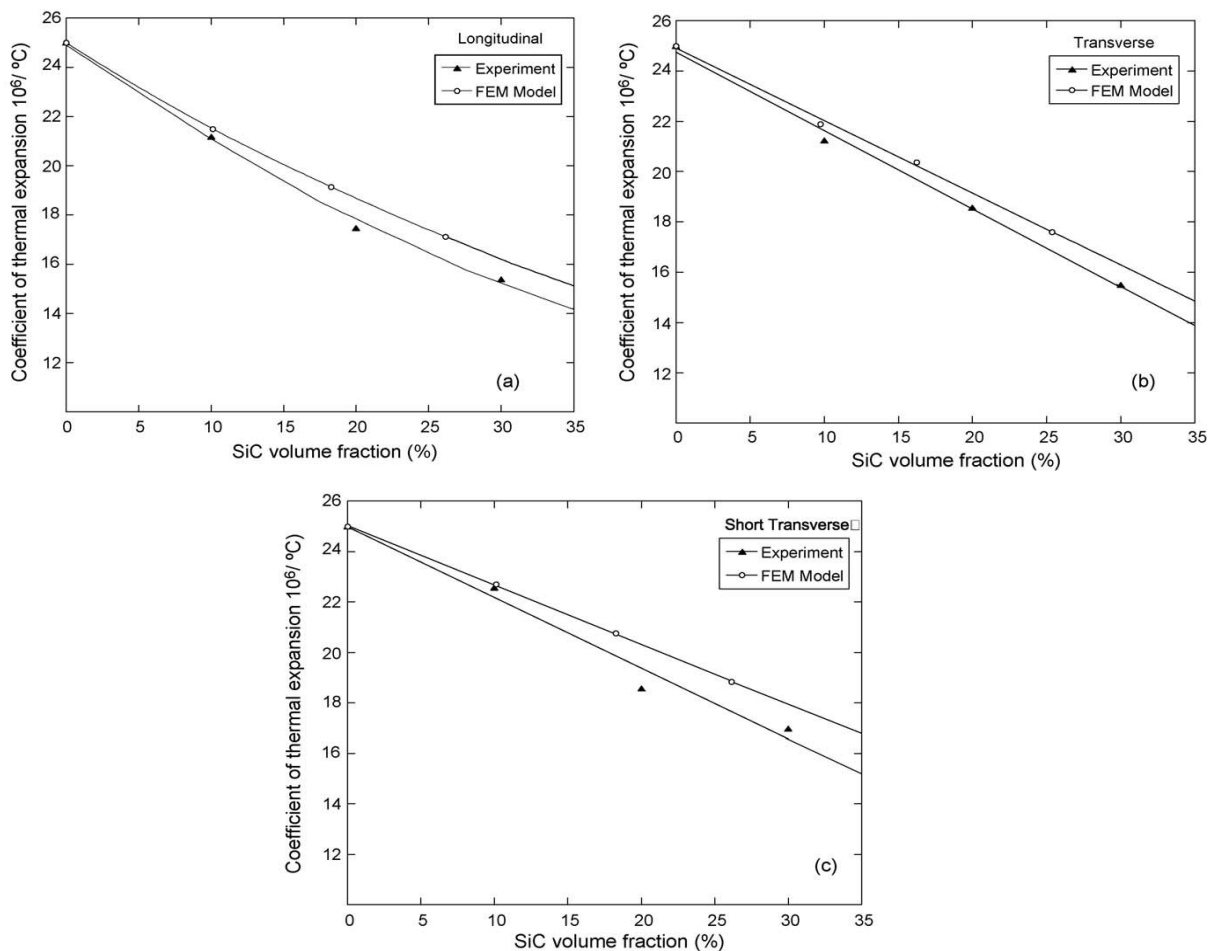 26
24
22
20
18
16
14
12
Coefficient of thermal expansion 10⁶/ ºC
Longitudinal
Experiment
FEM Model
(a)
0 5 10 15 20 25 30 35
SiC volume fraction (%)
26
24
22
20
18
16
14
12
Coefficient of thermal expansion 10⁶/ ºC
Transverse
Experiment
FEM Model
(b)
0 5 10 15 20 25 30 35
SiC volume fraction (%)
26
24
22
20
18
16
14
12
Coefficient of thermal expansion 10⁶/ ºC
Short Transverse□
Experiment
FEM Model
(c)
0 5 10 15 20 25 30 35
SiC volume fraction (%)